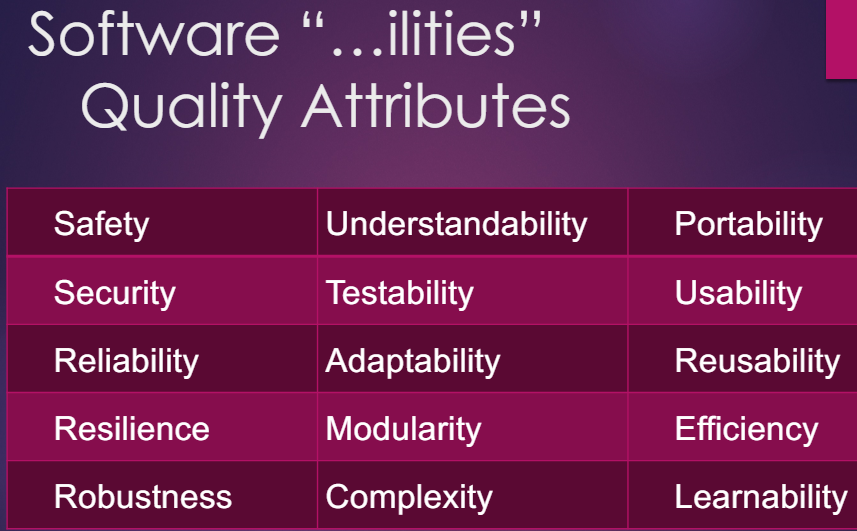 Software “…ilities”
Quality Attributes
Safety Understandability Portability
Security Testability Usability
Reliability Adaptability Reusability
Resilience Modularity Efficiency
Robustness Complexity Learnability